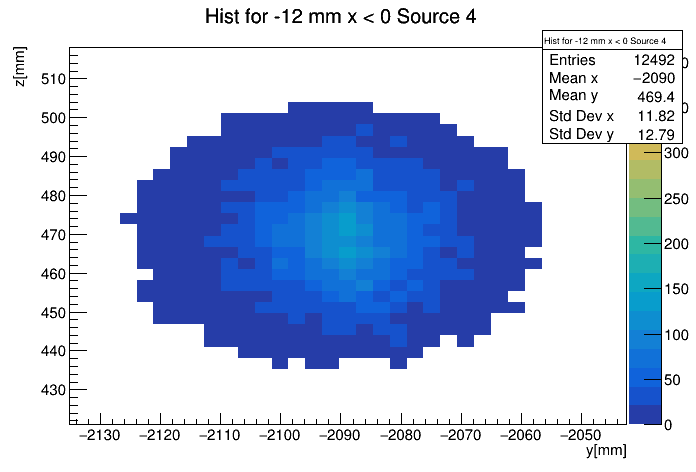 Hist for -12 mm x < 0 Source 4
z[mm]
Hist for -12 mm x < 0 Source 4
Entries 12492
Mean x −2090
Mean y 469.4
Std Dev x 11.82
Std Dev y 12.79
510
500
490
480
470
460
450
440
430
300
250
200
150
100
50
0
−2130 −2120 −2110 −2100 −2090 −2080 −2070 −2060 −2050
y[mm]